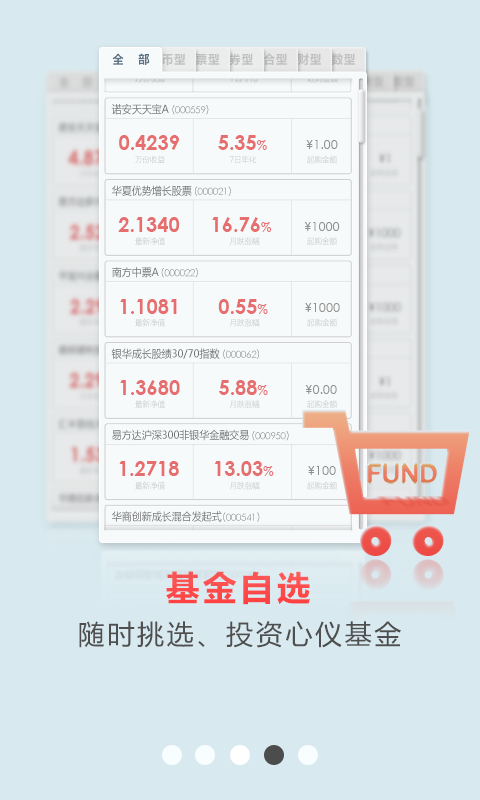 全 部 币型 票型 券型 合型 财型 数型
诺安天天宝A (000559)
0.4239 5.35% ¥1.00
万份收益 7日年化 起购金额
华夏优势增长股票 (000021)
2.1340 16.76% ¥1000
最新净值 月跌涨幅 起购金额
南方中票A (000022)
1.1081 0.55% ¥1000
最新净值 月跌涨幅 起购金额
银华成长股绩30/70指数 (000062)
1.3680 5.88% ¥0.00
最新净值 月跌涨幅 起购金额
易方达沪深300非银华金融交易 (000950)
1.2718 13.03% ¥100
最新净值 月跌涨幅 起购金额
华商创新成长混合发起式(000541)
FUND
基金自选
随时挑选、投资心仪基金